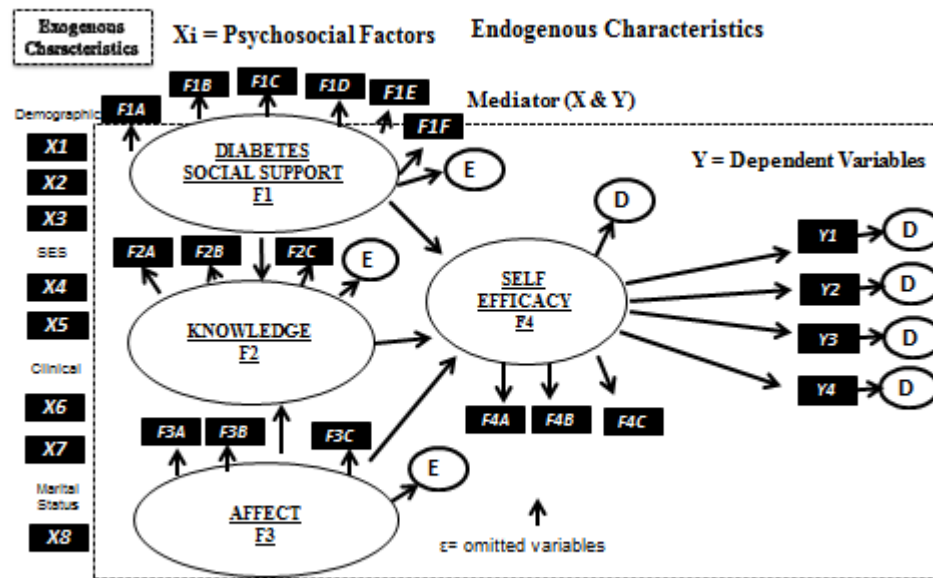 Exogenous
Characteristics
Xi = Psychosocial Factors
Endogenous Characteristics
Demographic
F1A
F1B
F1C
F1D
F1E
F1F
Mediator (X & Y)
X1
X2
X3
SES
X4
X5
Clinical
X6
X7
Marital
Status
X8
DIABETES
SOCIAL SUPPORT
F1
E
Y = Dependent Variables
F2A
F2B
F2C
E
KNOWLEDGE
F2
F3A
F3B
F3C
E
AFFECT
F3
D
SELF
EFFICACY
F4
F4A
F4B
F4C
Y1
D
Y2
D
Y3
D
Y4
D
ε= omitted variables